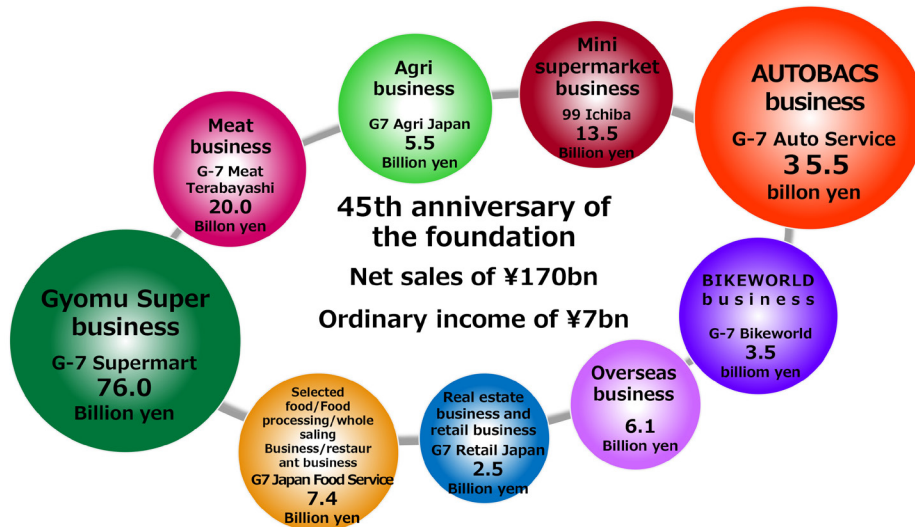 Mini
supermarket
business
99 Ichiba
13.5
Billion yen
AUTOBACS
business
G-7 Auto Service
35.5
billon yen
Agri
business
G7 Agri Japan
5.5
Billion yen
Meat
business
G-7 Meat
Terabayashi
20.0
Billon yen
45th anniversary of
the foundation
Net sales of ¥170bn
Ordinary income of ¥7bn
Gyomu Super
business
G-7 Supermart
76.0
Billion yen
BIKEWORLD
business
G-7 Bikeworld
3.5
billiom yen
Selected
food/Food
processing/whole
saling
Business/restaur
ant business
G7 Japan Food Service
7.4
Billion yen
Real estate
business and
retail business
G7 Retail Japan
2.5
Billion yem
Overseas
business
6.1
Billion yen